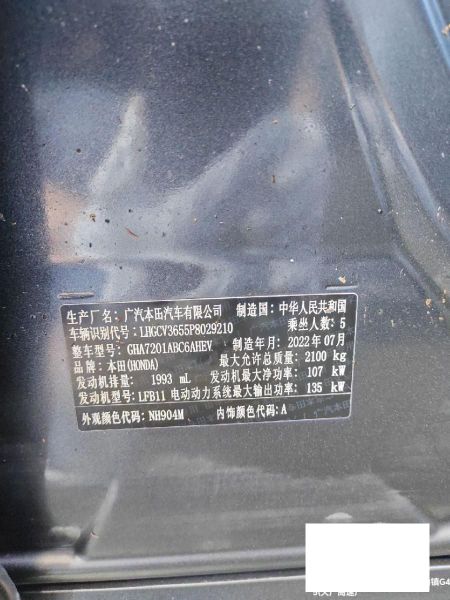 生产厂名：广汽本田汽车有限公司 制造国：中华人民共和国
车辆识别代号：LHGCV3655P8029210 乘坐人数：5
整车型号：GHA7201ABC6AHEV 制造年月：2022年07月
品牌：本田(HONDA) 最大允许总质量：2100 kg
发动机排量：1993 mL 发动机最大净功率：107 kW
发动机型号：LFB11 电动动力系统最大输出功率：135 kW
外观颜色代码：NH904M 内饰颜色代码：A
镇G4